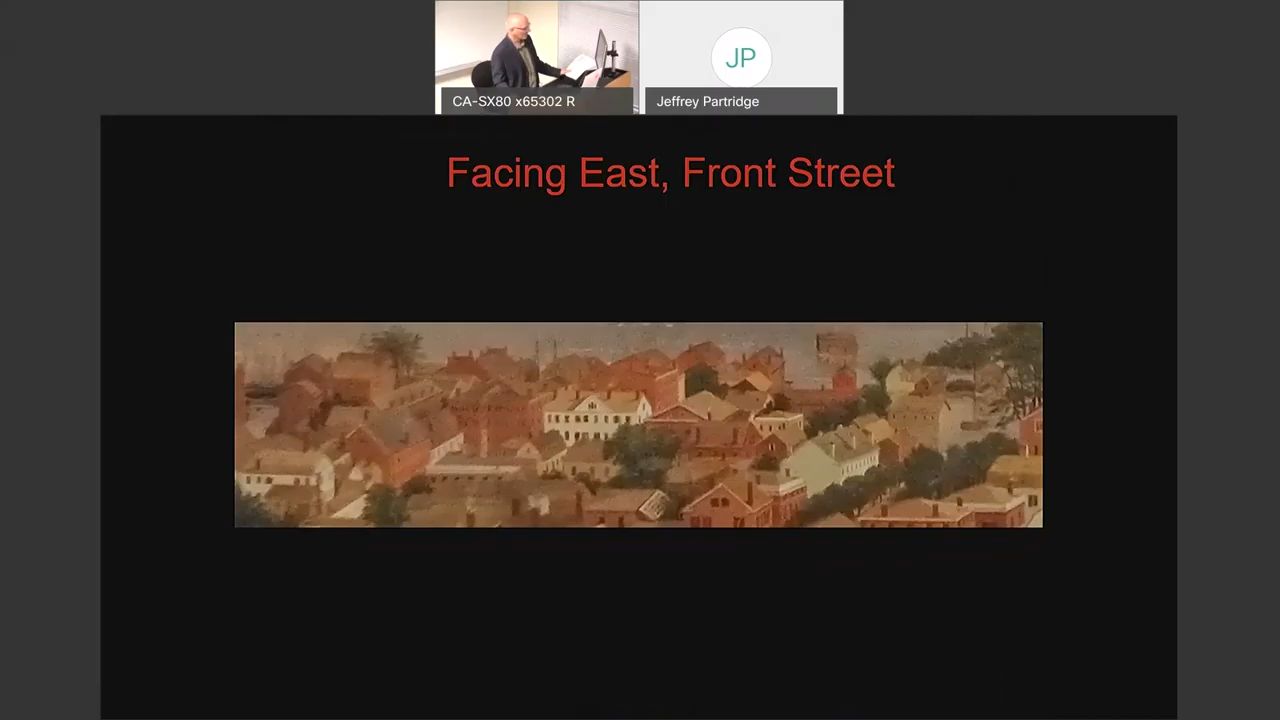 JP
CA-SX80 x65302 R
Jeffrey Partridge
Facing East, Front Street